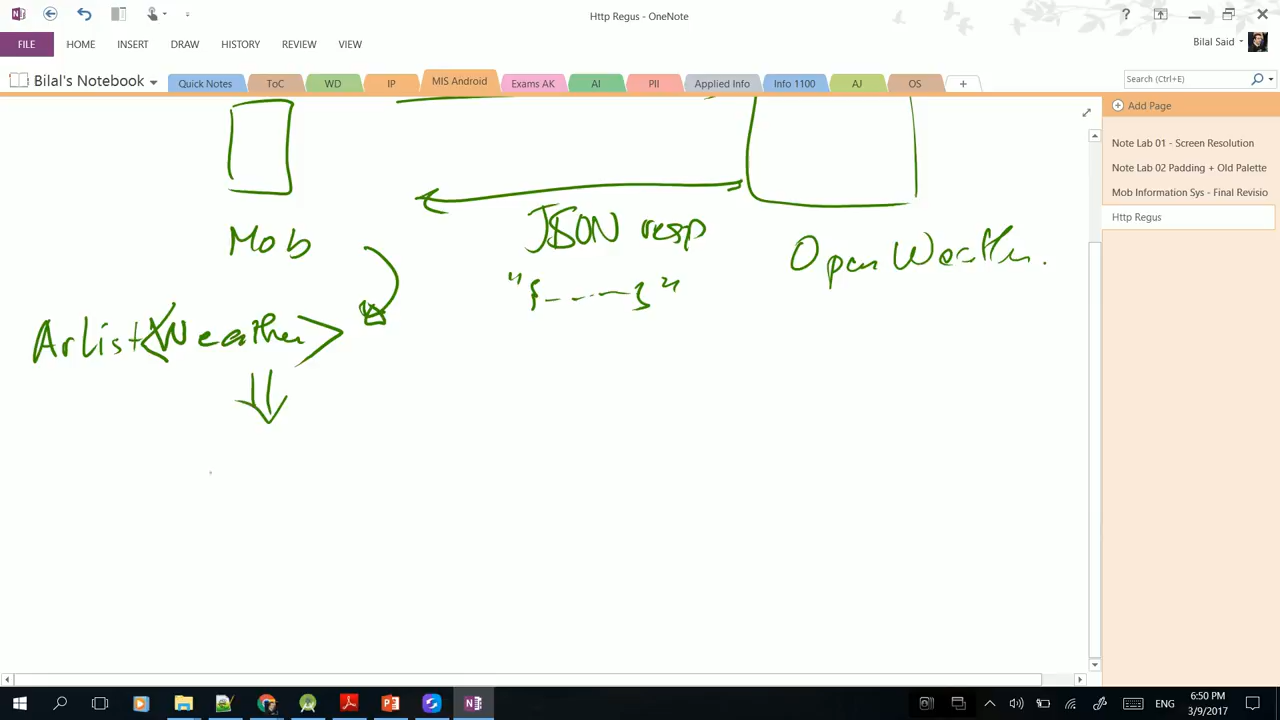 Http Regus - OneNote
Bilal Said
FILE HOME INSERT DRAW HISTORY REVIEW VIEW
Bilal's Notebook Quick Notes ToC WD IP MIS Android Exams AK AI PII Applied Info Info 1100 AJ OS + Search (Ctrl+E)
Add Page
Note Lab 01 - Screen Resolution
Note Lab 02 Padding + Old Palette
Mob Information Sys - Final Revisio
Http Regus
Mob
JSON resp
OpenWeather.
"{-----}"
ArList<Weather>
ENG
6:50 PM
3/9/2017